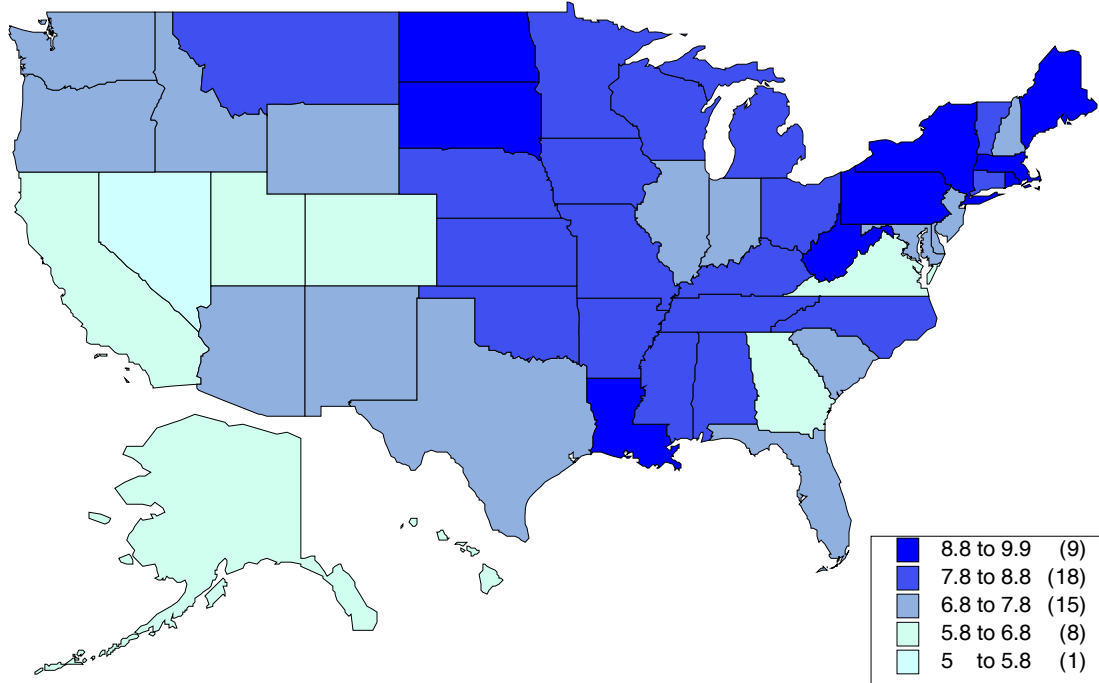 8.8 to 9.9 (9)
7.8 to 8.8 (18)
6.8 to 7.8 (15)
5.8 to 6.8 (8)
5 to 5.8 (1)